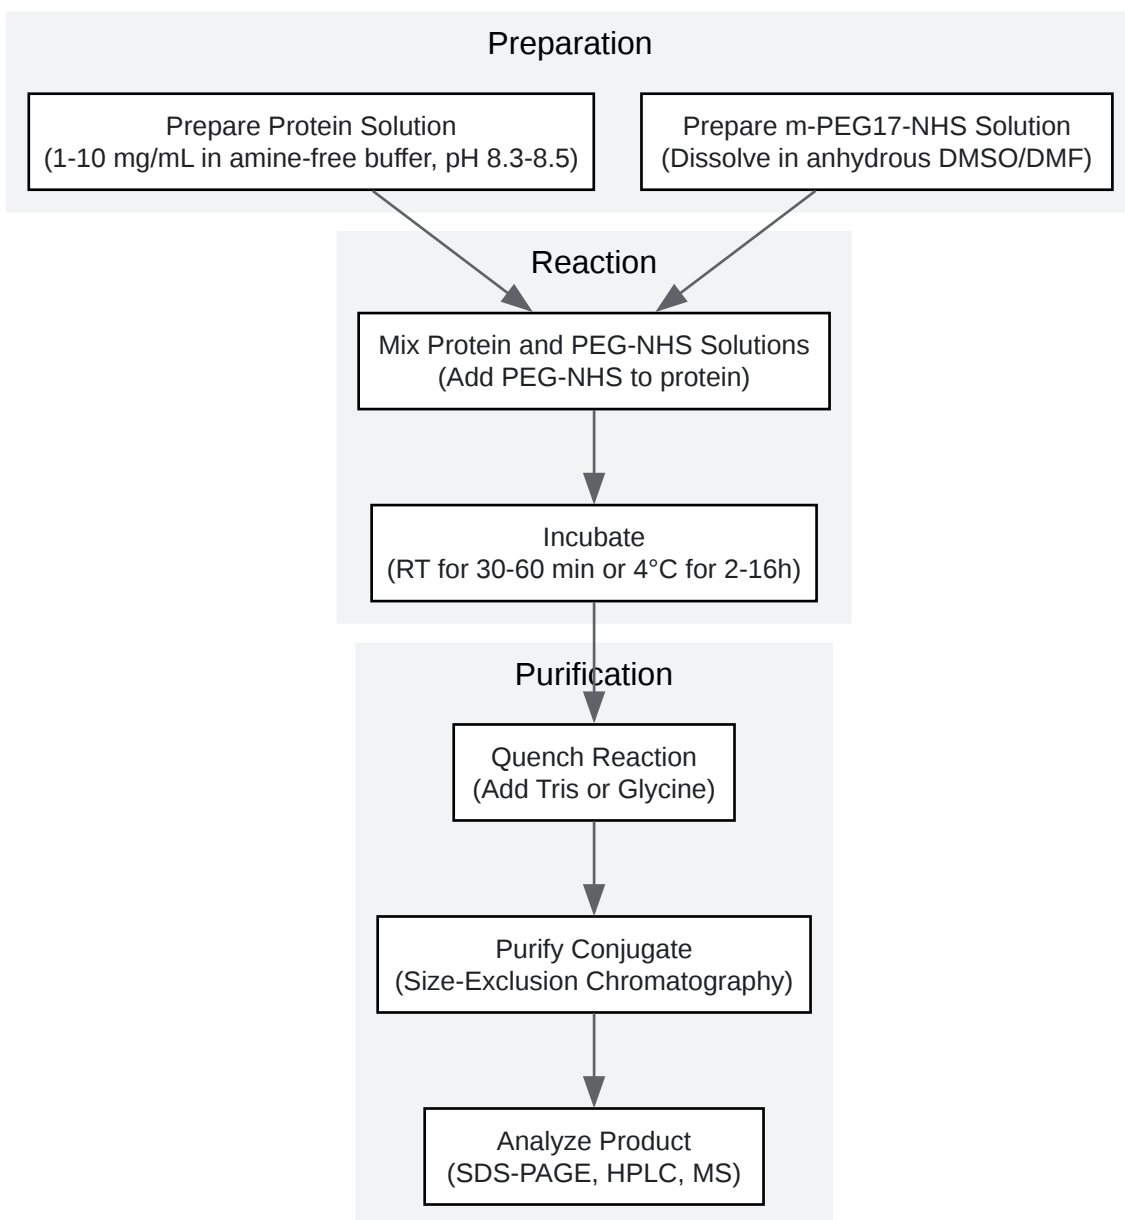 Preparation
Prepare Protein Solution
(1-10 mg/mL in amine-free buffer, pH 8.3-8.5)
Prepare m-PEG17-NHS Solution
(Dissolve in anhydrous DMSO/DMF)
Reaction
Mix Protein and PEG-NHS Solutions
(Add PEG-NHS to protein)
Incubate
(RT for 30-60 min or 4°C for 2-16h)
Purification
Quench Reaction
(Add Tris or Glycine)
Purify Conjugate
(Size-Exclusion Chromatography)
Analyze Product
(SDS-PAGE, HPLC, MS)